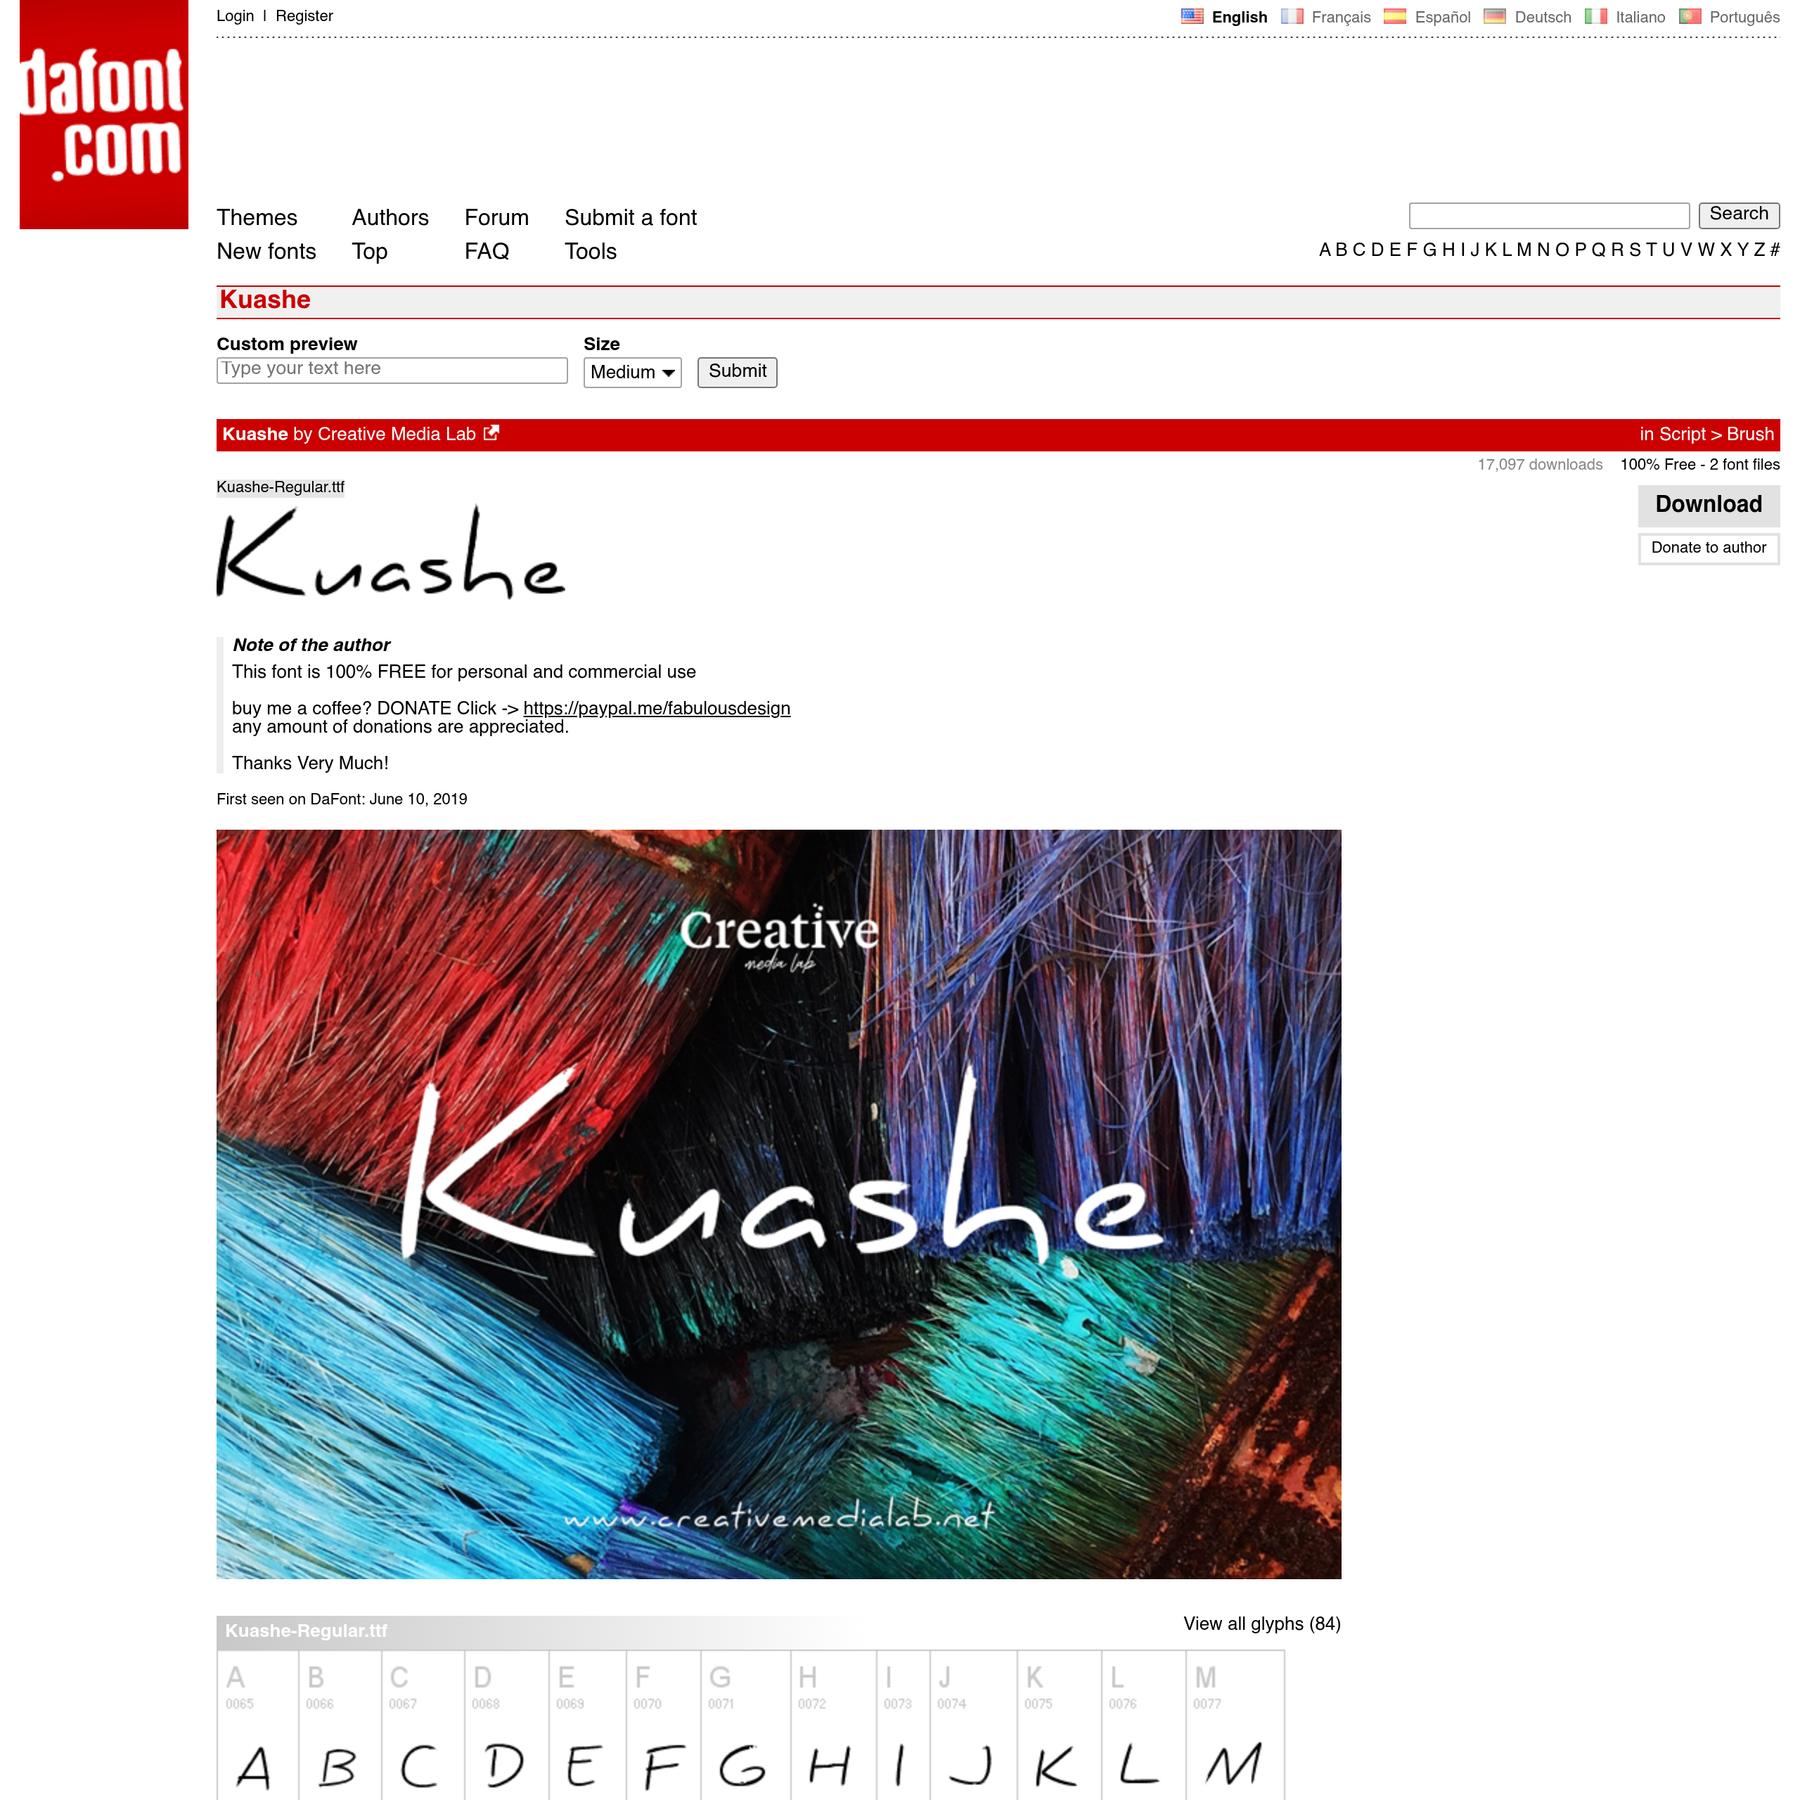 dafont
.com
Login | Register
English Français Español Deutsch Italiano Português
Themes Authors Forum Submit a font
Search
New fonts Top FAQ Tools
A B C D E F G H I J K L M N O P Q R S T U V W X Y Z #
Kuashe
Custom preview Size
Type your text here Medium Submit
Kuashe by Creative Media Lab in Script > Brush
17,097 downloads 100% Free - 2 font files
Kuashe-Regular.ttf
Download
Kuashe
Donate to author
Note of the author
This font is 100% FREE for personal and commercial use
buy me a coffee? DONATE Click -> https://paypal.me/fabulousdesign
any amount of donations are appreciated.
Thanks Very Much!
First seen on DaFont: June 10, 2019
Creative
media lab
Kuashe
www.creativemedialab.net
Kuashe-Regular.ttf View all glyphs (84)
A B C D E F G H I J K L M
0065 0066 0067 0068 0069 0070 0071 0072 0073 0074 0075 0076 0077
A B C D E F G H I J K L M